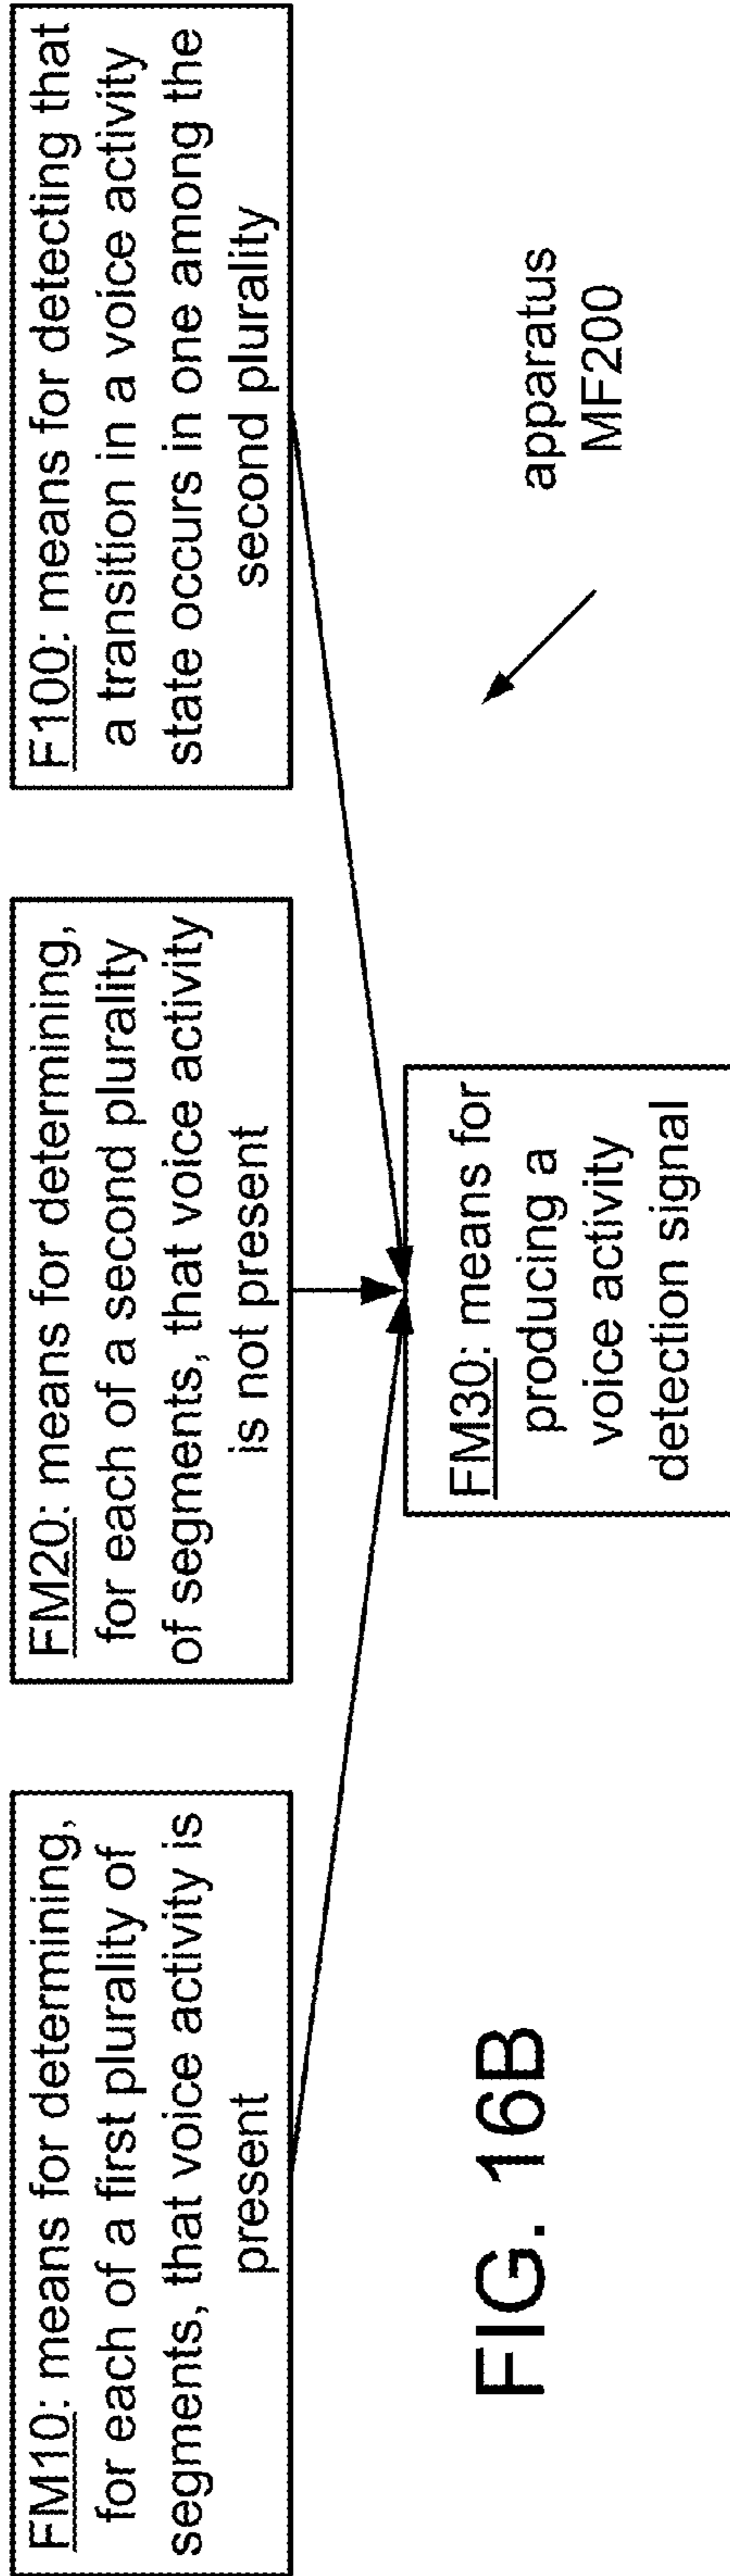 FM10: means for determining,
for each of a first plurality of
segments, that voice activity is
present
FM20: means for determining,
for each of a second plurality
of segments, that voice activity
is not present
F100: means for detecting that
a transition in a voice activity
state occurs in one among the
second plurality
FM30: means for
producing a
voice activity
detection signal
apparatus
MF200
FIG. 16B